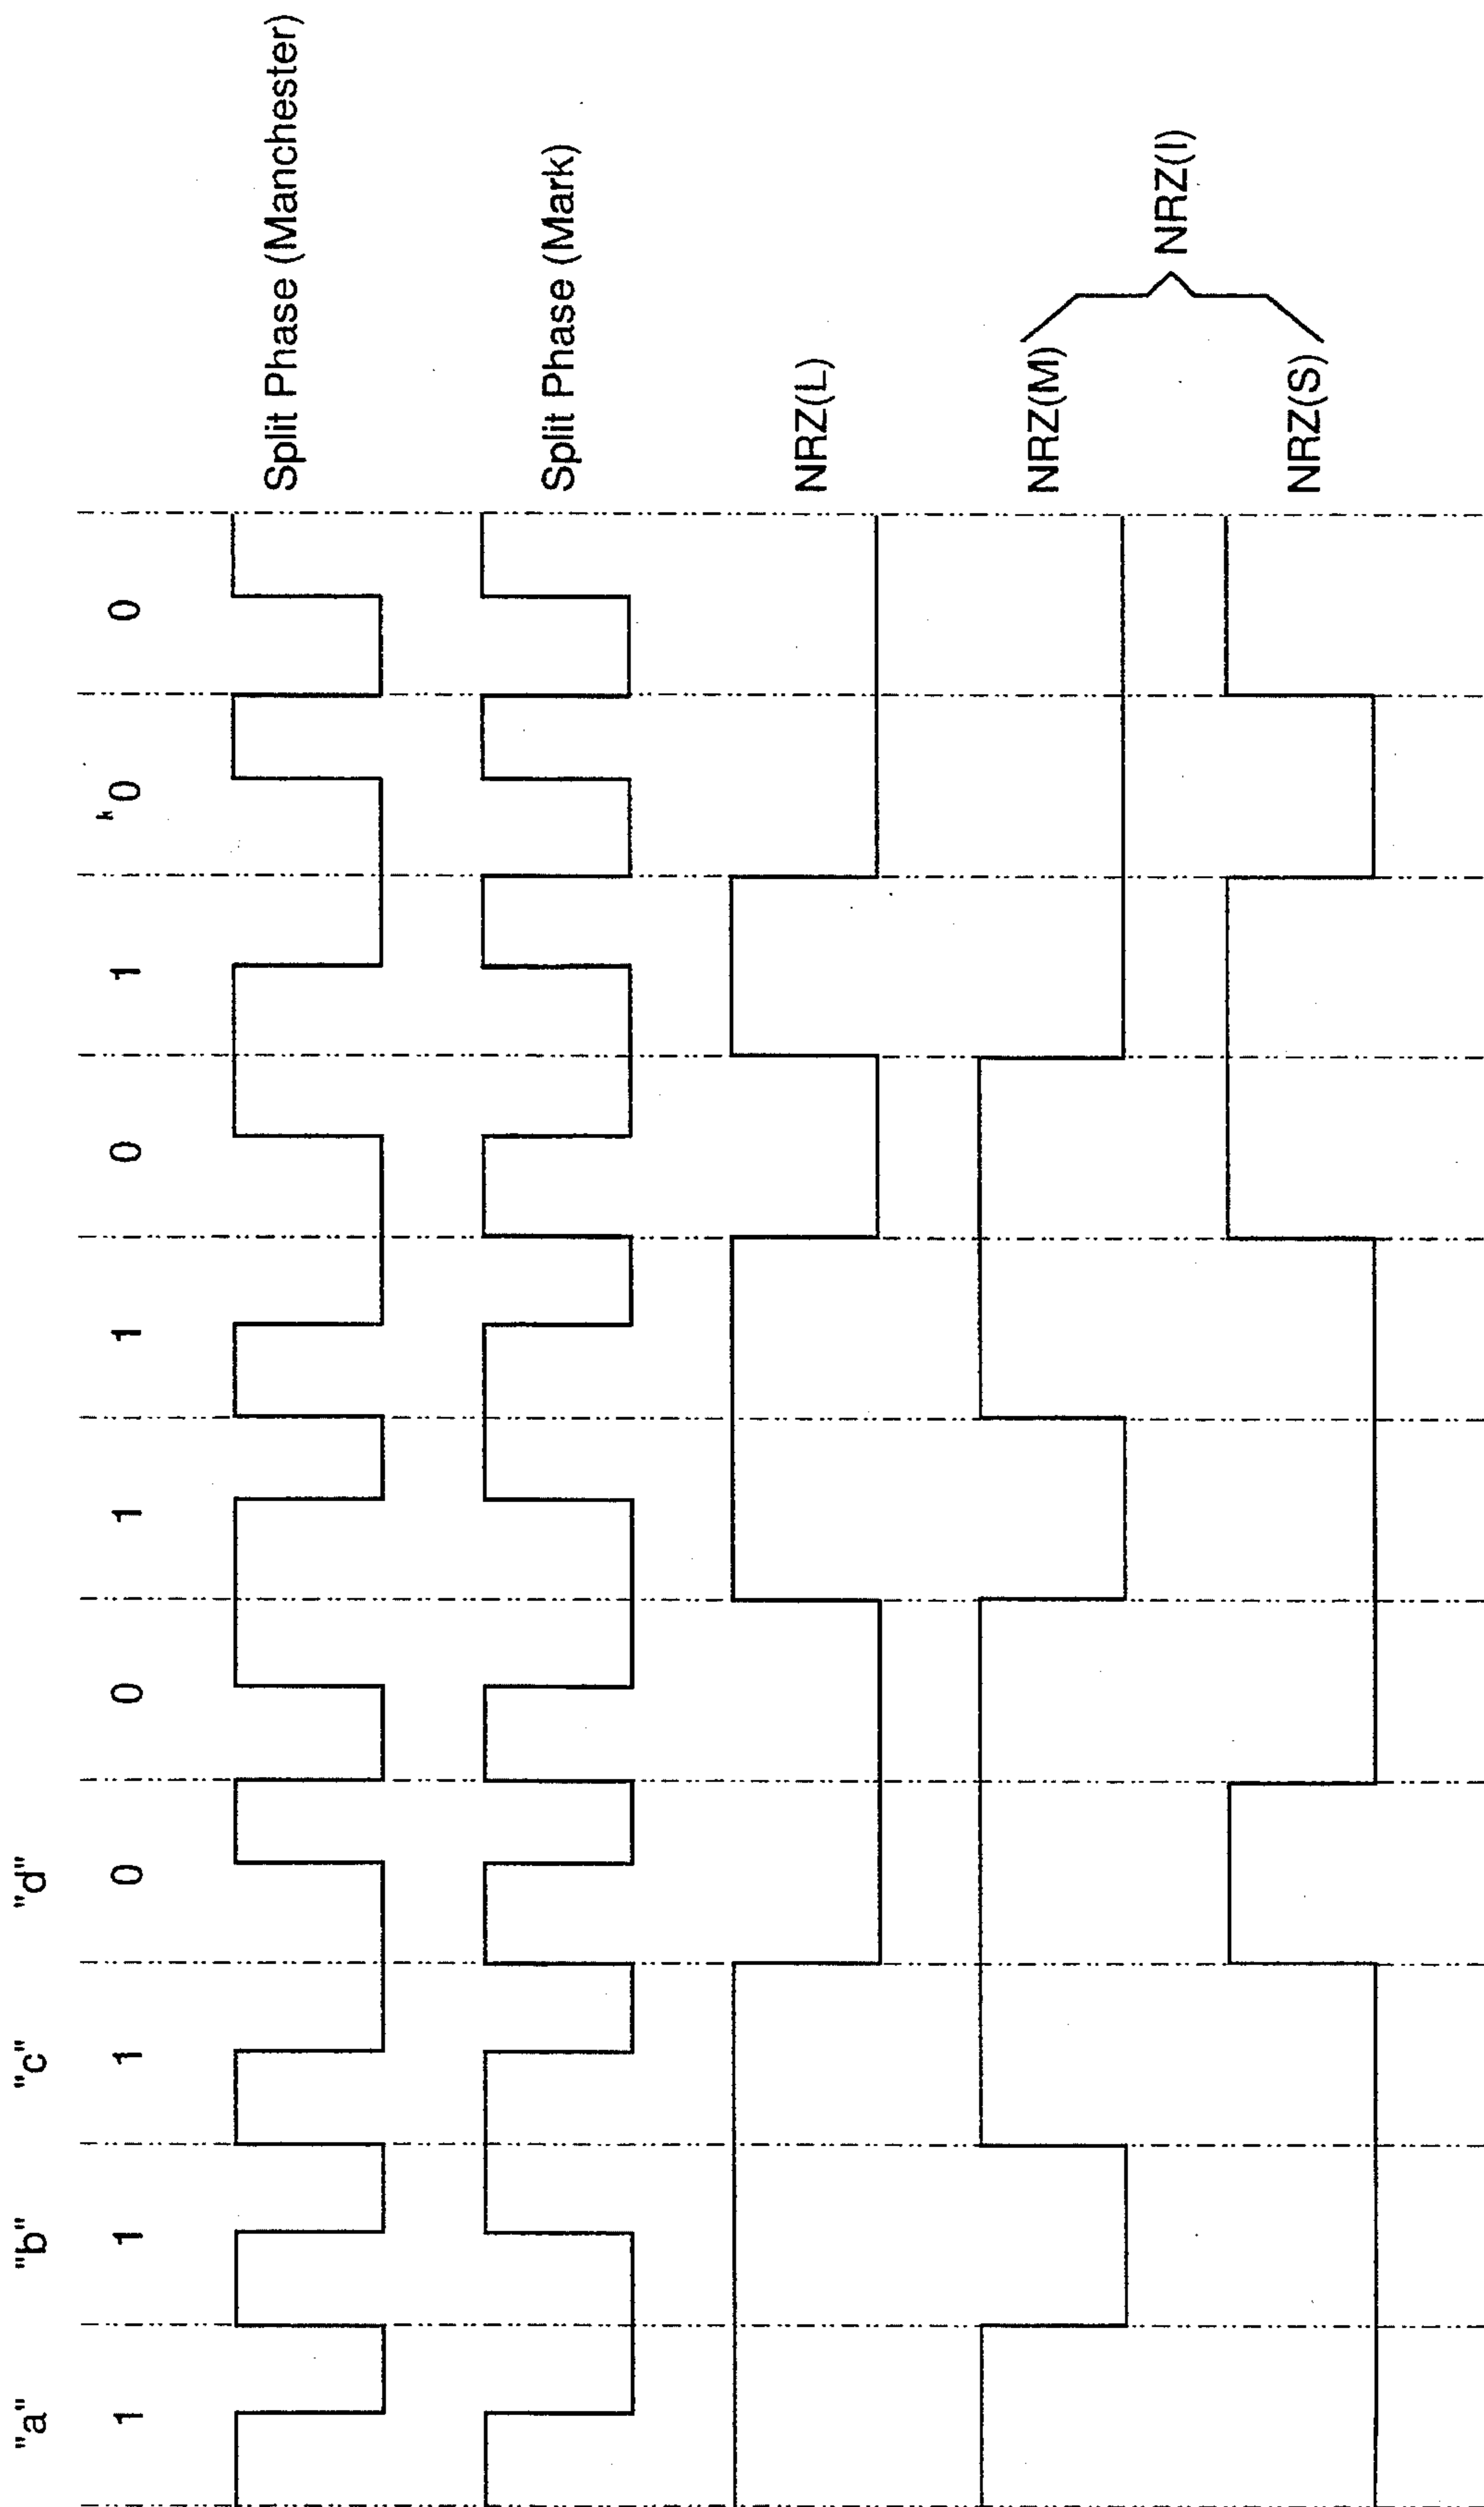 "a" "b" "c" "d"
1 1 1 0 0 1 1 0 1 0 0
Split Phase (Manchester)
Split Phase (Mark)
NRZ(L)
NRZ(M)
NRZ(I)
NRZ(S)